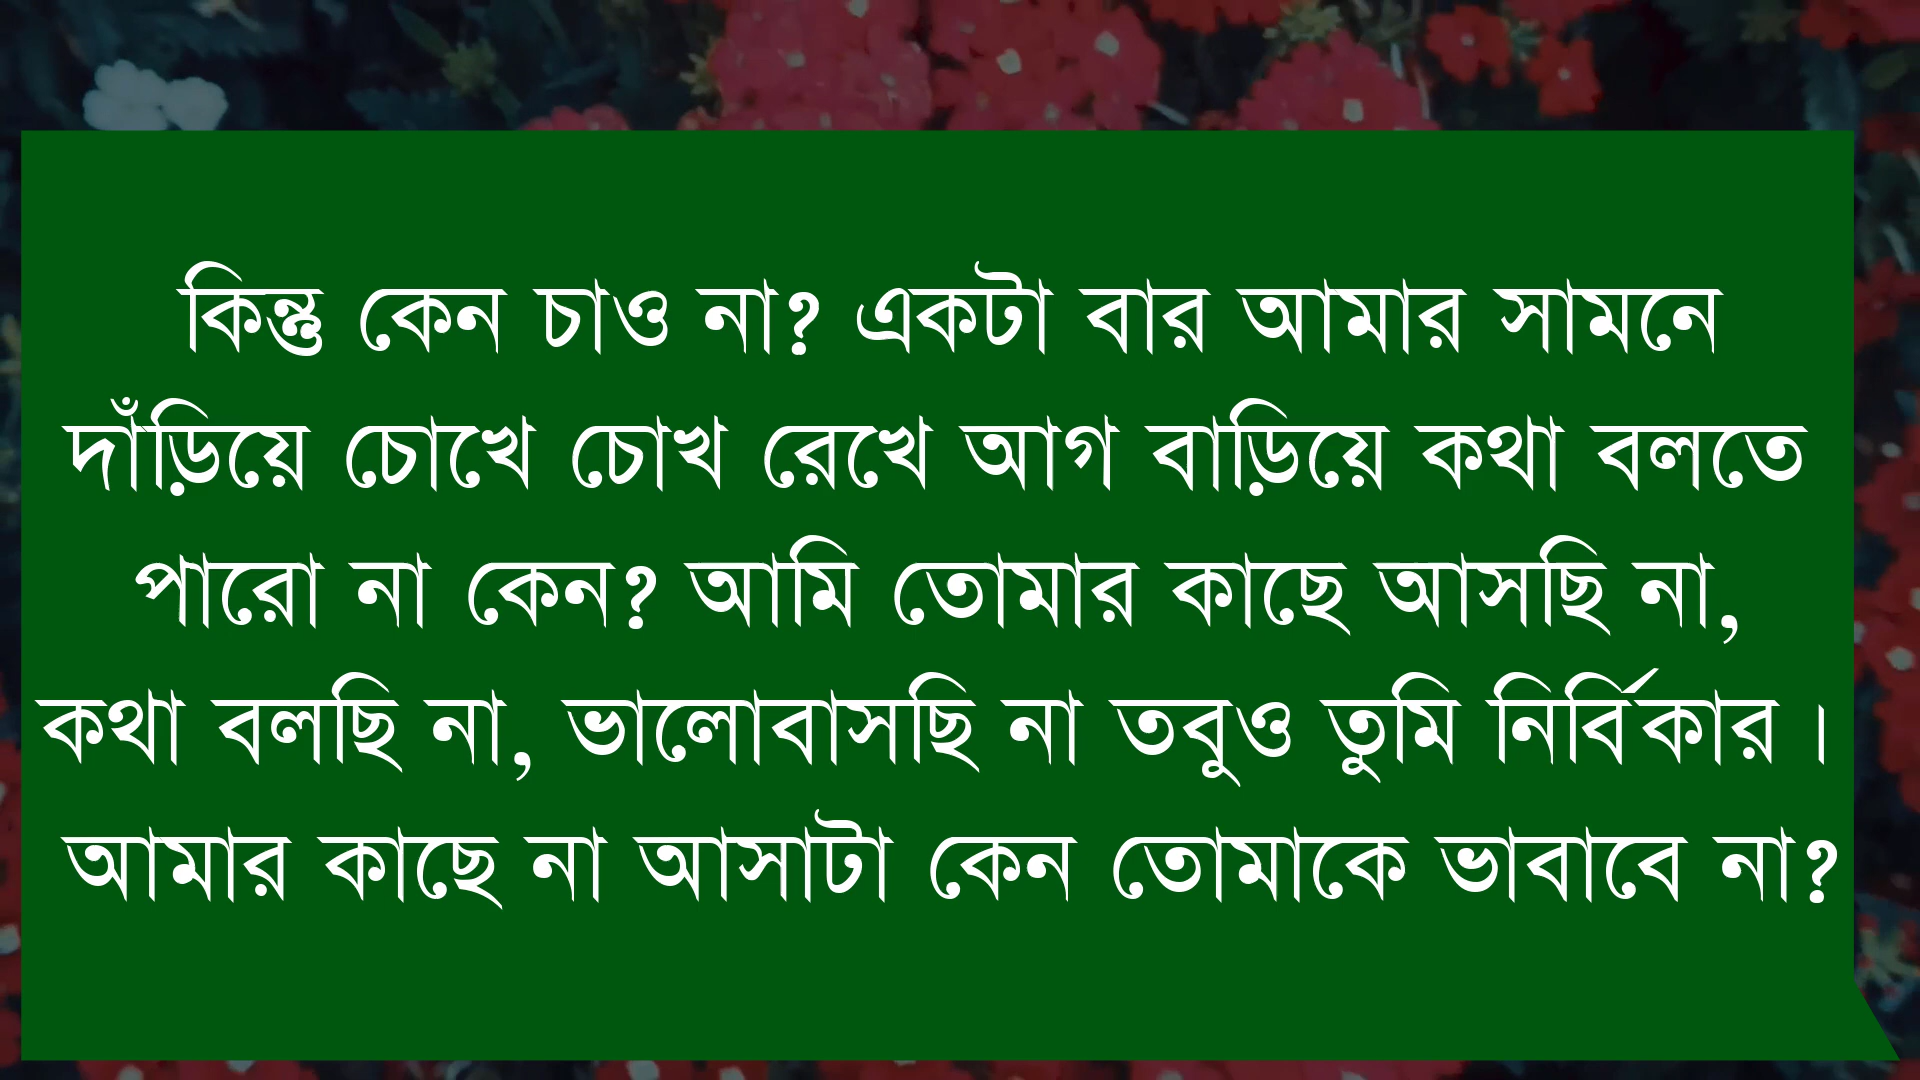 কিন্তু কেন চাও না? একটা বার আমার সামনে
দাঁড়িয়ে চোখে চোখ রেখে আগ বাড়িয়ে কথা বলতে
পারো না কেন? আমি তোমার কাছে আসছি না,
কথা বলছি না, ভালোবাসছি না তবুও তুমি নির্বিকার।
আমার কাছে না আসাটা কেন তোমাকে ভাবাবে না?